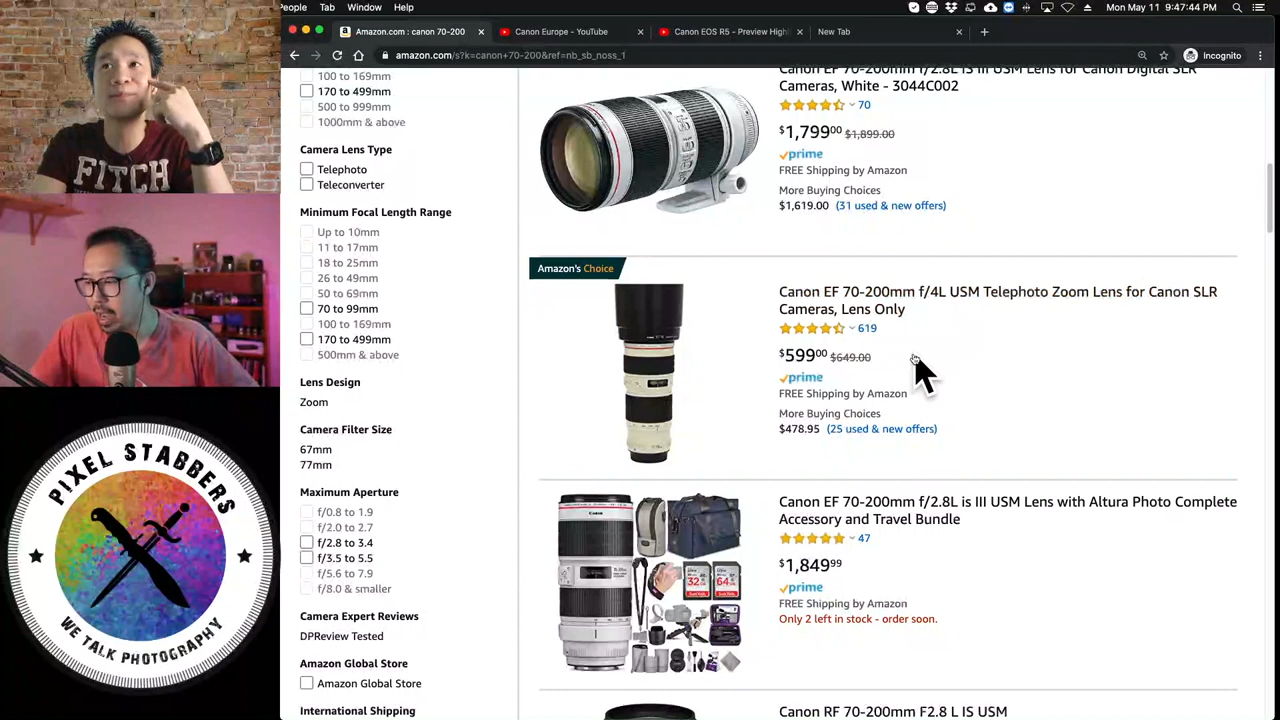 People Tab Window Help
Mon May 11 9:17:44 PM
Amazon.com : canon 70-200
Canon Europe - YouTube
Canon EOS R5 - Preview High
New Tab
amazon.com/s?k=canon+70-200&ref=nb_sb_noss_1
Incognito
FITCH
PIXEL STABBERS
WE TALK PHOTOGRAPHY
100 to 169mm
170 to 499mm
500 to 999mm
1000mm & above
Camera Lens Type
Telephoto
Teleconverter
Minimum Focal Length Range
Up to 10mm
11 to 17mm
18 to 25mm
26 to 49mm
50 to 69mm
70 to 99mm
100 to 169mm
170 to 499mm
500mm & above
Lens Design
Zoom
Camera Filter Size
67mm
77mm
Maximum Aperture
f/0.8 to 1.9
f/2.0 to 2.7
f/2.8 to 3.4
f/3.5 to 5.5
f/5.6 to 7.9
f/8.0 & smaller
Camera Expert Reviews
DPReview Tested
Amazon Global Store
Amazon Global Store
International Shipping
Canon EF 70-200mm f/2.8L IS III USM Lens for Canon Digital SLR
Cameras, White - 3044C002
70
$1,799.00 $1,899.00
prime
FREE Shipping by Amazon
More Buying Choices
$1,619.00 (31 used & new offers)
Amazon's Choice
Canon EF 70-200mm f/4L USM Telephoto Zoom Lens for Canon SLR
Cameras, Lens Only
619
$599.00 $649.00
prime
FREE Shipping by Amazon
More Buying Choices
$478.95 (25 used & new offers)
Canon EF 70-200mm f/2.8L is III USM Lens with Altura Photo Complete
Accessory and Travel Bundle
47
$1,849.99
prime
FREE Shipping by Amazon
Only 2 left in stock - order soon.
Canon RF 70-200mm F2.8 L IS USM